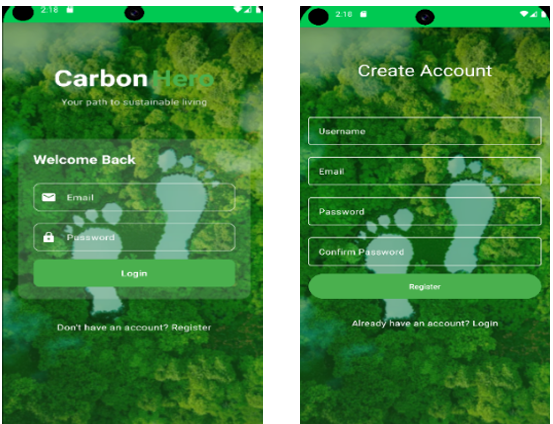 2:18
CarbonHero
Your path to sustainable living
Welcome Back
Email
Password
Login
Don't have an account? Register
2:18
Create Account
Username
Email
Password
Confirm Password
Register
Already have an account? Login